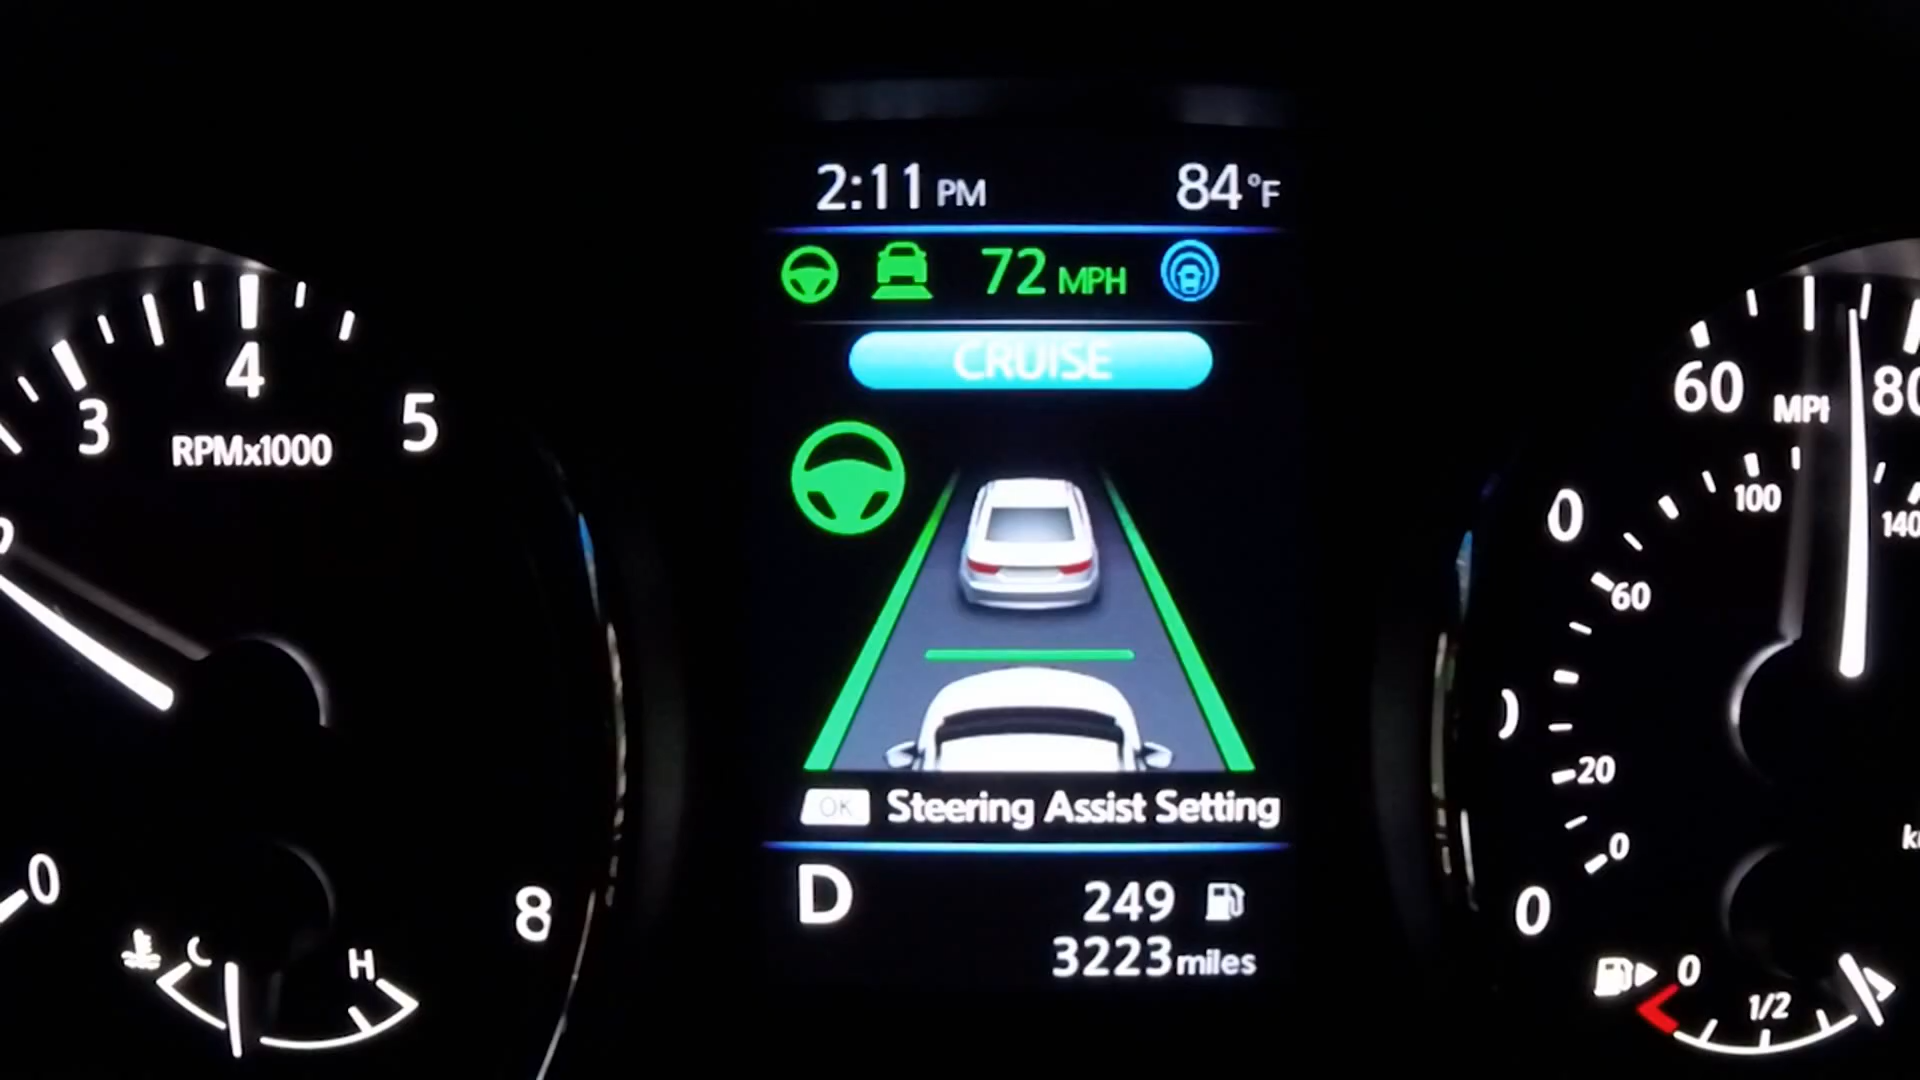 2:11 PM 84°F
72 MPH
CRUISE
OK Steering Assist Setting
D 249
3223 miles
3 4 5
RPMx1000
0 8
C H
60 80
100 140
0
60
20
0
0
0 1/2